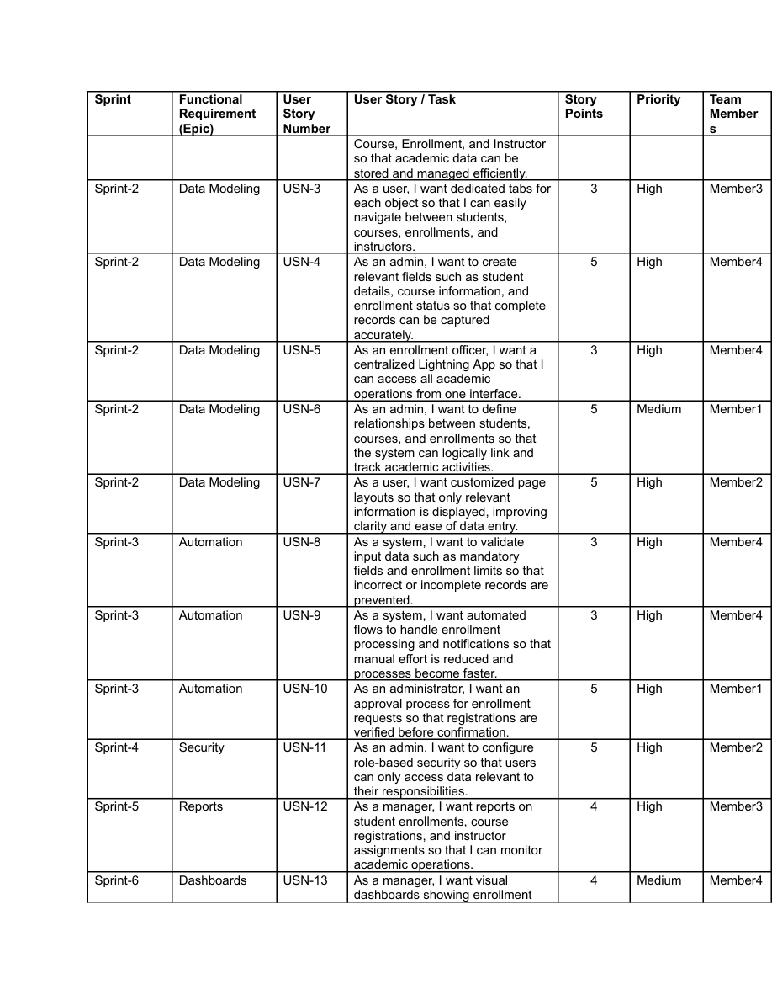 Sprint Functional Requirement (Epic) User Story Number User Story / Task Story Points Priority Team Member s
Course, Enrollment, and Instructor
so that academic data can be
stored and managed efficiently.
Sprint-2 Data Modeling USN-3 As a user, I want dedicated tabs for 3 High Member3
each object so that I can easily
navigate between students,
courses, enrollments, and
instructors.
Sprint-2 Data Modeling USN-4 As an admin, I want to create 5 High Member4
relevant fields such as student
details, course information, and
enrollment status so that complete
records can be captured
accurately.
Sprint-2 Data Modeling USN-5 As an enrollment officer, I want a 3 High Member4
centralized Lightning App so that I
can access all academic
operations from one interface.
Sprint-2 Data Modeling USN-6 As an admin, I want to define 5 Medium Member1
relationships between students,
courses, and enrollments so that
the system can logically link and
track academic activities.
Sprint-2 Data Modeling USN-7 As a user, I want customized page 5 High Member2
layouts so that only relevant
information is displayed, improving
clarity and ease of data entry.
Sprint-3 Automation USN-8 As a system, I want to validate 3 High Member4
input data such as mandatory
fields and enrollment limits so that
incorrect or incomplete records are
prevented.
Sprint-3 Automation USN-9 As a system, I want automated 3 High Member4
flows to handle enrollment
processing and notifications so that
manual effort is reduced and
processes become faster.
Sprint-3 Automation USN-10 As an administrator, I want an 5 High Member1
approval process for enrollment
requests so that registrations are
verified before confirmation.
Sprint-4 Security USN-11 As an admin, I want to configure 5 High Member2
role-based security so that users
can only access data relevant to
their responsibilities.
Sprint-5 Reports USN-12 As a manager, I want reports on 4 High Member3
student enrollments, course
registrations, and instructor
assignments so that I can monitor
academic operations.
Sprint-6 Dashboards USN-13 As a manager, I want visual 4 Medium Member4
dashboards showing enrollment